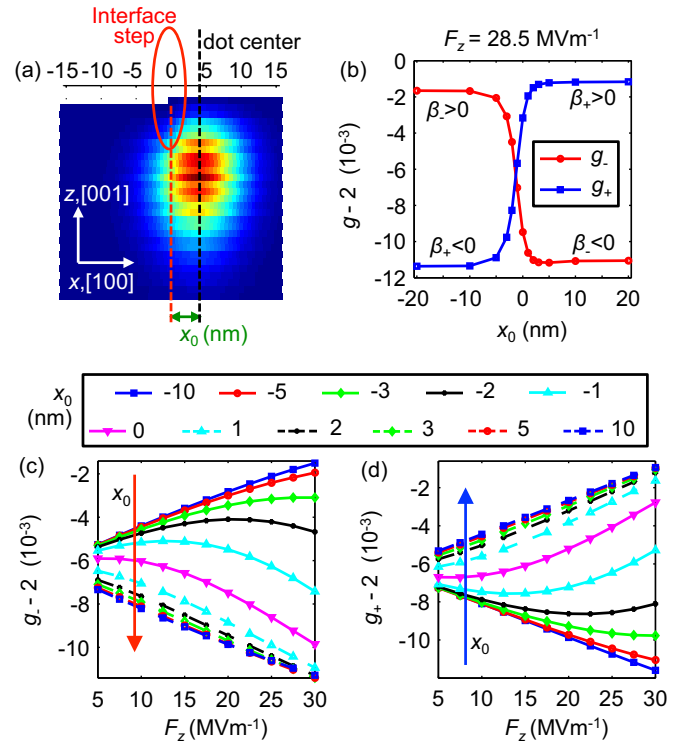 Interface
step
dot center
(a)
-15 -10 -5 0 5 10 15
z,[001]
x,[100]
x₀ (nm)
F_z = 28.5 MVm⁻¹
(b)
0
-2
-4
-6
-8
-10
-12
g - 2 (10⁻³)
β₋>0
β₊>0
g₋
g₊
β₊<0
β₋<0
-20 -10 0 10 20
x₀ (nm)
x₀
(nm)
-10 -5 -3 -2 -1
0 1 2 3 5 10
(c)
-2
-4
-6
-8
-10
g₋- 2 (10⁻³)
x₀
5 10 15 20 25 30
F_z (MVm⁻¹)
(d)
-2
-4
-6
-8
-10
g₊- 2 (10⁻³)
x₀
5 10 15 20 25 30
F_z (MVm⁻¹)